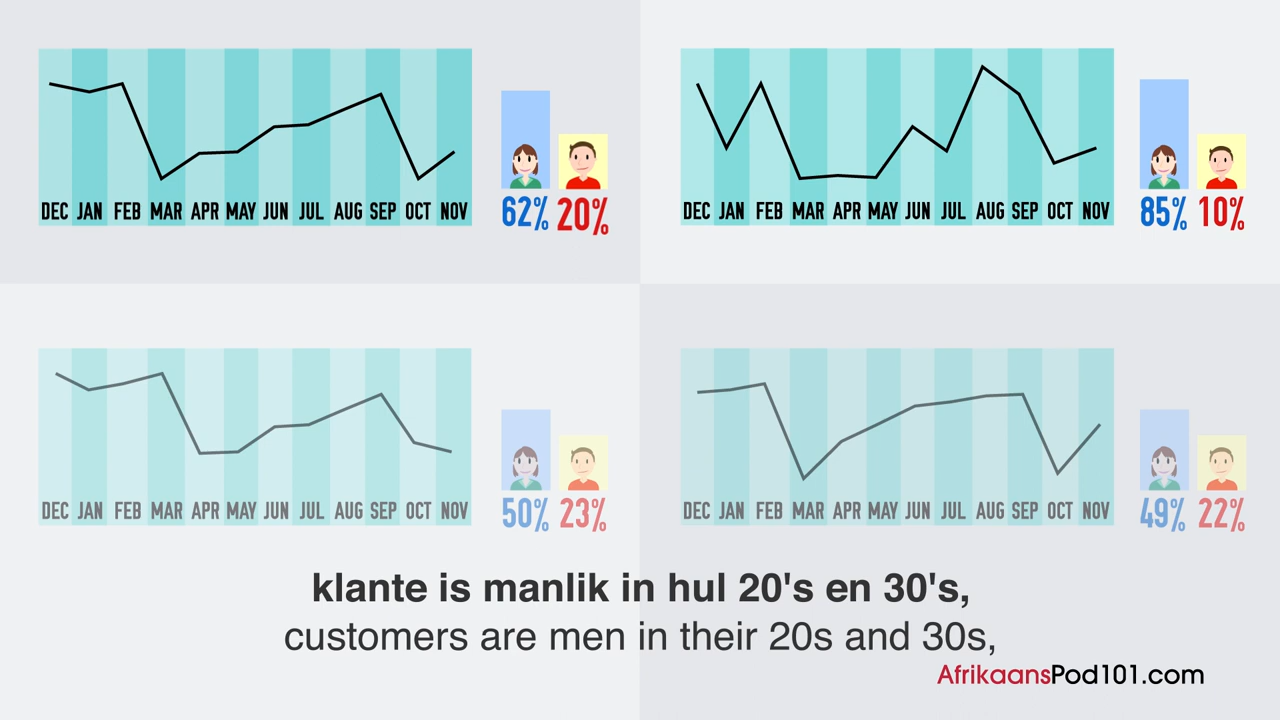 DEC JAN FEB MAR APR MAY JUN JUL AUG SEP OCT NOV
62% 20%
DEC JAN FEB MAR APR MAY JUN JUL AUG SEP OCT NOV
85% 10%
DEC JAN FEB MAR APR MAY JUN JUL AUG SEP OCT NOV
50% 23%
DEC JAN FEB MAR APR MAY JUN JUL AUG SEP OCT NOV
49% 22%
klante is manlik in hul 20's en 30's,
customers are men in their 20s and 30s,
AfrikaansPod101.com